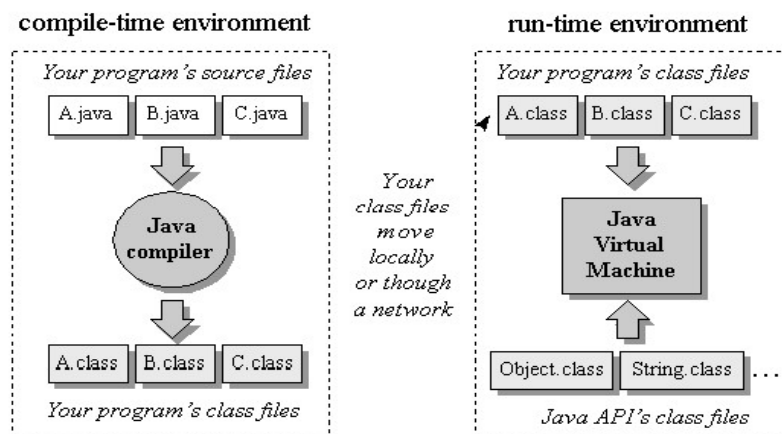 compile-time environment
Your program's source files
A.java B.java C.java
Java
compiler
A.class B.class C.class
Your program's class files
Your
class files
move
locally
or though
a network
run-time environment
Your program's class files
A.class B.class C.class
Java
Virtual
Machine
Object.class String.class ...
Java API's class files